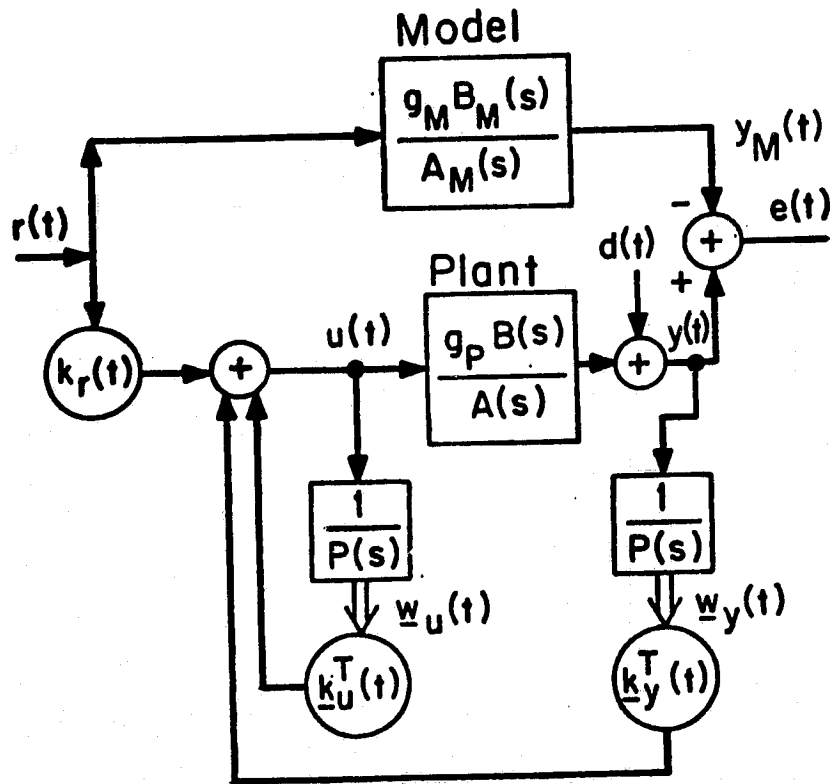 Model
g_M B_M(s)
A_M(s)
y_M(t)
r(t)
-
+
e(t)
d(t)
+
Plant
k_r(t)
+
u(t)
g_P B(s)
A(s)
+
y(t)
1
P(s)
1
P(s)
w_u(t)
w_y(t)
k_u^T(t)
k_y^T(t)